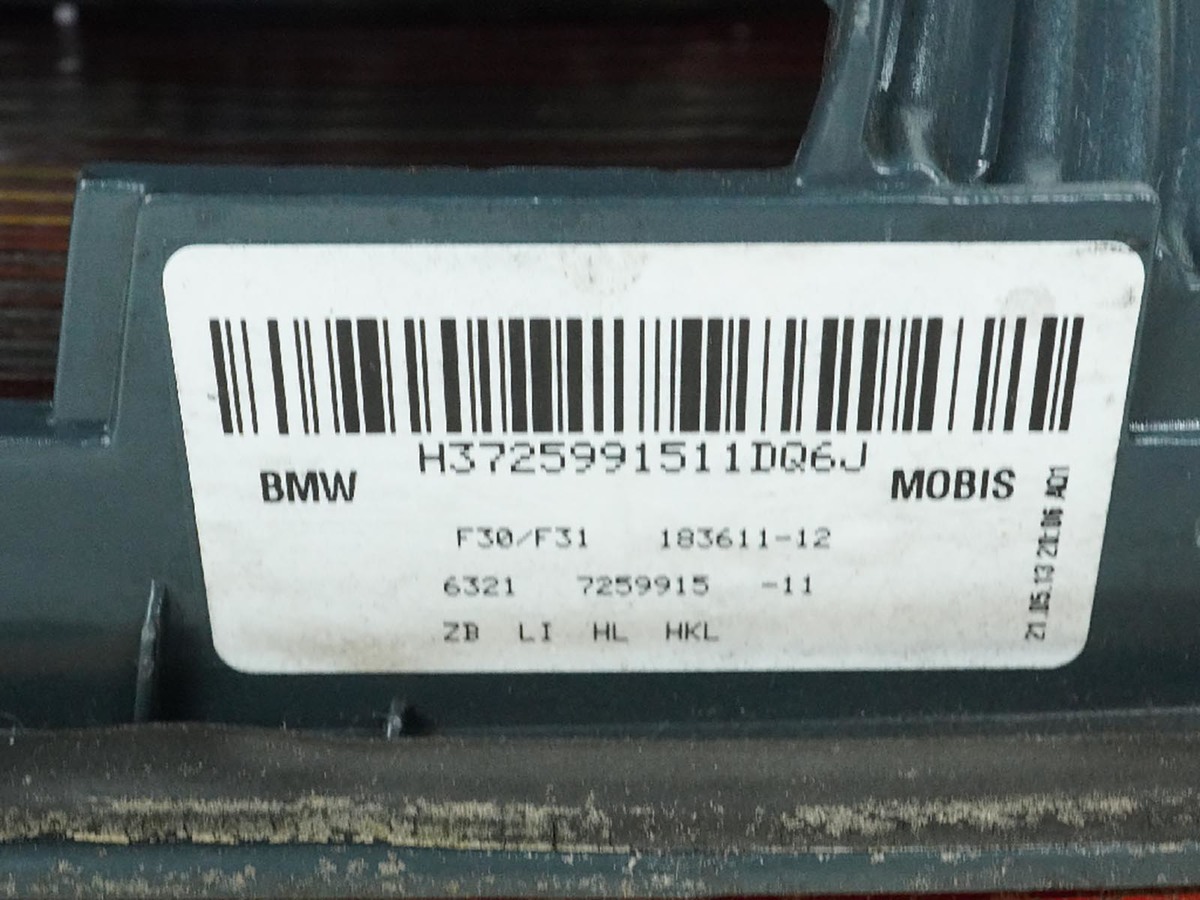 H3725991511DQ6J
BMW
MOBIS
F30/F31 183611-12
6321 7259915 -11
ZB LI HL HKL
21.05.13 20:06 AQ1